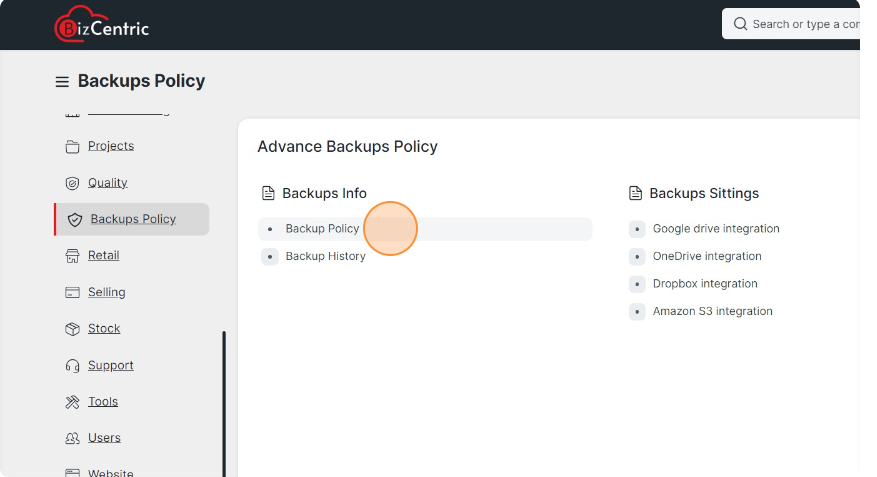 BizCentric
Search or type a co
Backups Policy
Projects
Quality
Backups Policy
Retail
Selling
Stock
Support
Tools
Users
Website
Advance Backups Policy
Backups Info
Backup Policy
Backup History
Backups Sittings
Google drive integration
OneDrive integration
Dropbox integration
Amazon S3 integration